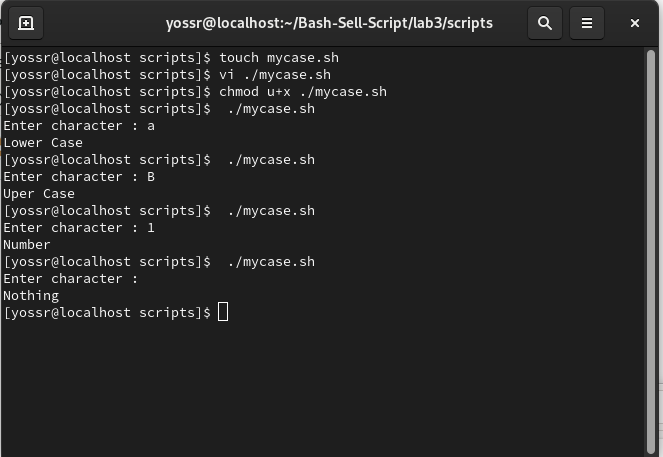 yossr@localhost:~/Bash-Sell-Script/lab3/scripts
[yossr@localhost scripts]$ touch mycase.sh
[yossr@localhost scripts]$ vi ./mycase.sh
[yossr@localhost scripts]$ chmod u+x ./mycase.sh
[yossr@localhost scripts]$  ./mycase.sh
Enter character : a
Lower Case
[yossr@localhost scripts]$  ./mycase.sh
Enter character : B
Uper Case
[yossr@localhost scripts]$  ./mycase.sh
Enter character : 1
Number
[yossr@localhost scripts]$  ./mycase.sh
Enter character :
Nothing
[yossr@localhost scripts]$